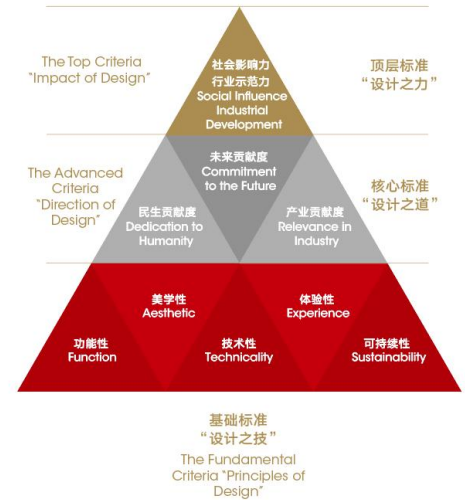 The Top Criteria
“Impact of Design”
社会影响力
行业示范力
Social Influence
Industrial
Development
顶层标准
“设计之力”
The Advanced
Criteria
“Direction of
Design”
未来贡献度
Commitment
to the Future
民生贡献度
Dedication to
Humanity
产业贡献度
Relevance in
Industry
核心标准
“设计之道”
美学性
Aesthetic
体验性
Experience
功能性
Function
技术性
Technicality
可持续性
Sustainability
基础标准
“设计之技”
The Fundamental
Criteria “Principles of
Design”